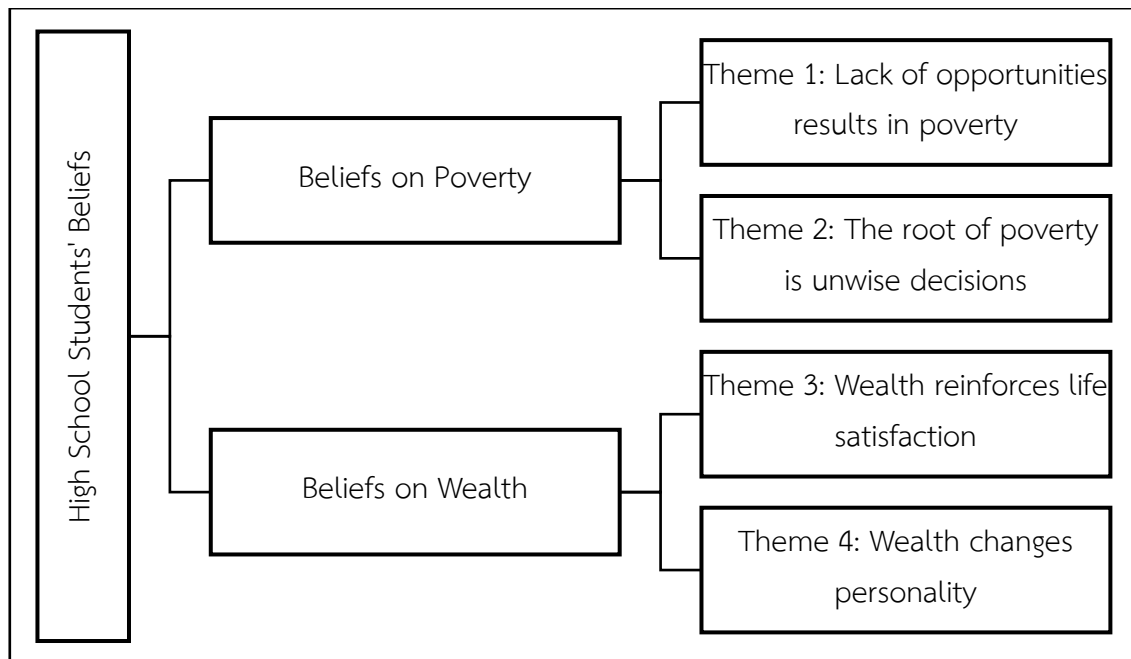 High School Students' Beliefs
Beliefs on Poverty
Theme 1: Lack of opportunities
results in poverty
Theme 2: The root of poverty
is unwise decisions
Beliefs on Wealth
Theme 3: Wealth reinforces life
satisfaction
Theme 4: Wealth changes
personality